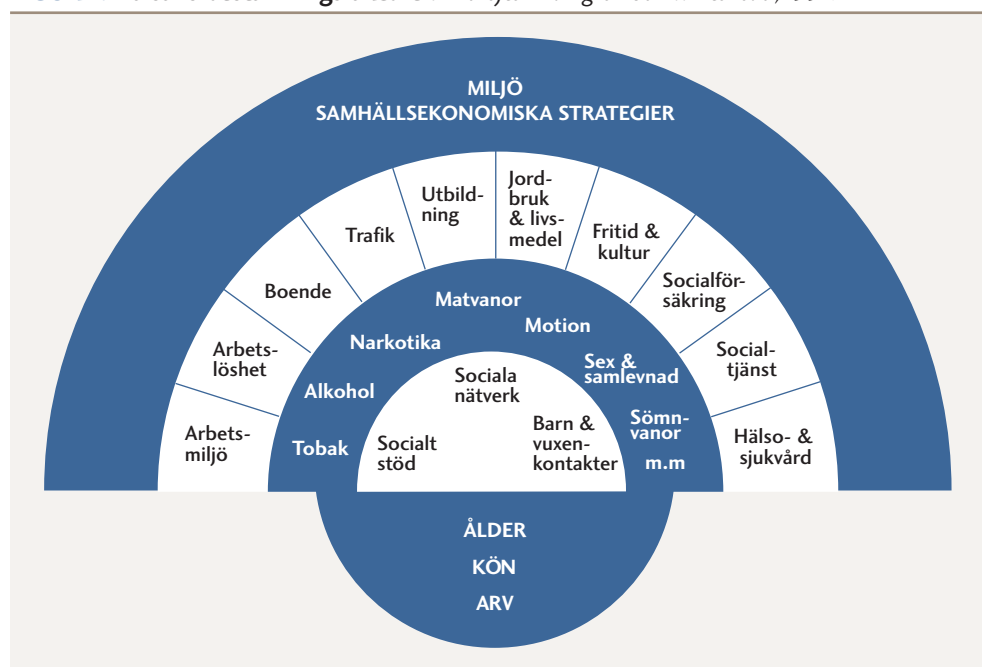 MILJÖ
SAMHÄLLSEKONOMISKA STRATEGIER
Arbets-
miljö
Arbets-
löshet
Boende
Trafik
Utbild-
ning
Jord-
bruk
& livs-
medel
Fritid &
kultur
Socialför-
säkring
Social-
tjänst
Hälso- &
sjukvård
Tobak
Alkohol
Narkotika
Matvanor
Motion
Sex &
samlevnad
Sömn-
vanor
m.m
Socialt
stöd
Sociala
nätverk
Barn &
vuxen-
kontakter
ÅLDER
KÖN
ARV